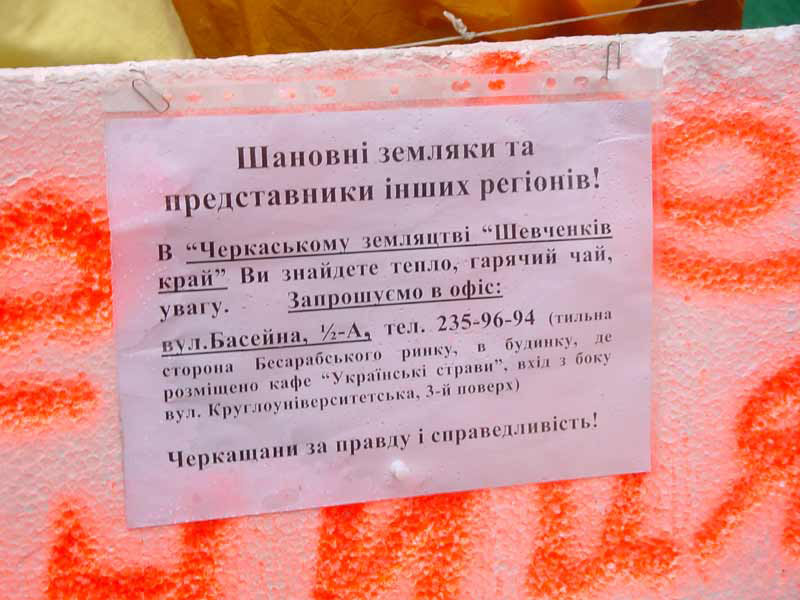 Шановні земляки та
представники інших регіонів!
В “Черкаському земляцтві “Шевченків
край” Ви знайдете тепло, гарячий чай,
увагу. Запрошуємо в офіс:
вул.Басейна, ½-А, тел. 235-96-94 (тильна
сторона Бесарабського ринку, в будинку, де
розміщено кафе “Українські страви”, вхід з боку
вул. Круглоуніверситетська, 3-й поверх)
Черкащани за правду і справедливість!